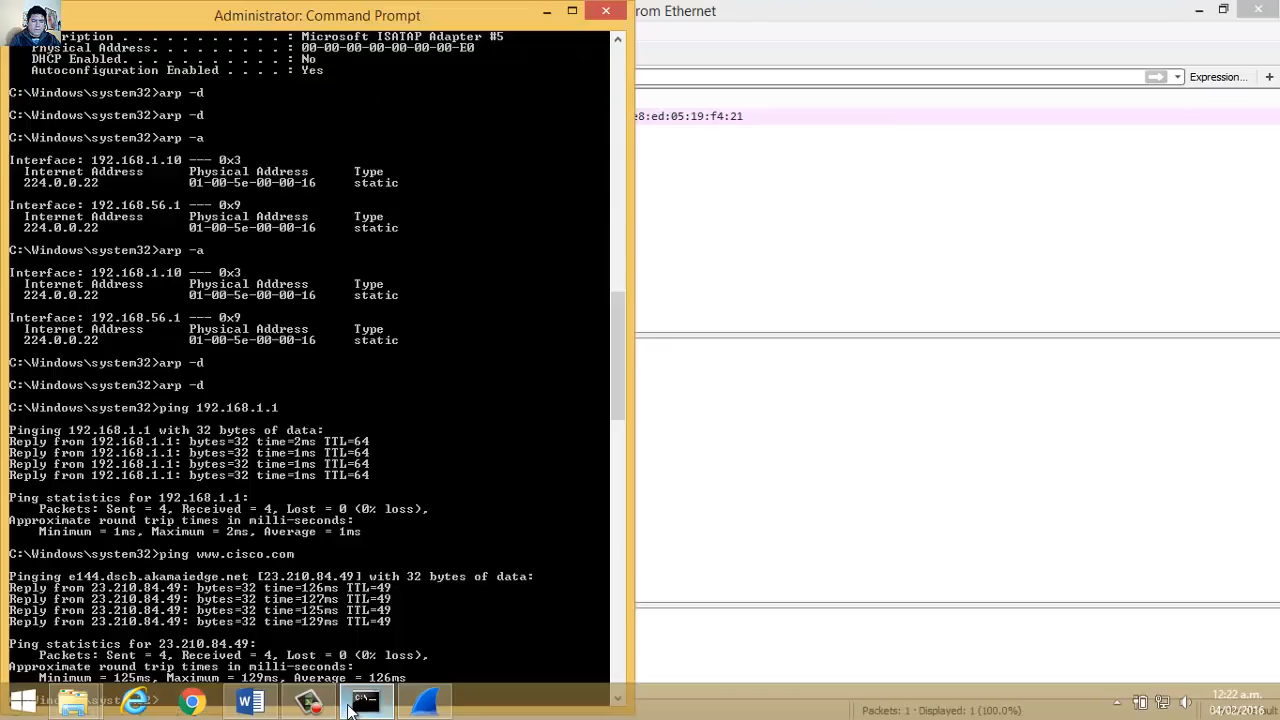 Administrator: Command Prompt
ription . . . . . . . . . . . : Microsoft ISATAP Adapter #5
Physical Address. . . . . . . . . : 00-00-00-00-00-00-00-E0
DHCP Enabled. . . . . . . . . . . : No
Autoconfiguration Enabled . . . . : Yes
C:\Windows\system32>arp -d
C:\Windows\system32>arp -d
C:\Windows\system32>arp -a
Interface: 192.168.1.10 --- 0x3
Internet Address Physical Address Type
224.0.0.22 01-00-5e-00-00-16 static
Interface: 192.168.56.1 --- 0x9
Internet Address Physical Address Type
224.0.0.22 01-00-5e-00-00-16 static
C:\Windows\system32>arp -a
Interface: 192.168.1.10 --- 0x3
Internet Address Physical Address Type
224.0.0.22 01-00-5e-00-00-16 static
Interface: 192.168.56.1 --- 0x9
Internet Address Physical Address Type
224.0.0.22 01-00-5e-00-00-16 static
C:\Windows\system32>arp -d
C:\Windows\system32>arp -d
C:\Windows\system32>ping 192.168.1.1
Pinging 192.168.1.1 with 32 bytes of data:
Reply from 192.168.1.1: bytes=32 time=2ms TTL=64
Reply from 192.168.1.1: bytes=32 time=1ms TTL=64
Reply from 192.168.1.1: bytes=32 time=1ms TTL=64
Reply from 192.168.1.1: bytes=32 time=1ms TTL=64
Ping statistics for 192.168.1.1:
Packets: Sent = 4, Received = 4, Lost = 0 (0% loss),
Approximate round trip times in milli-seconds:
Minimum = 1ms, Maximum = 2ms, Average = 1ms
C:\Windows\system32>ping www.cisco.com
Pinging e144.dscb.akamaiedge.net [23.210.84.49] with 32 bytes of data:
Reply from 23.210.84.49: bytes=32 time=126ms TTL=49
Reply from 23.210.84.49: bytes=32 time=127ms TTL=49
Reply from 23.210.84.49: bytes=32 time=125ms TTL=49
Reply from 23.210.84.49: bytes=32 time=129ms TTL=49
Ping statistics for 23.210.84.49:
Packets: Sent = 4, Received = 4, Lost = 0 (0% loss),
Approximate round trip times in milli-seconds:
Minimum = 125ms, Maximum = 129ms, Average = 126ms
rom Ethernet
Expression...
e8:ed:05:19:f4:21
Packets: 1 · Displayed: 1 (100.0%)
12:22 a.m.
04/02/2016